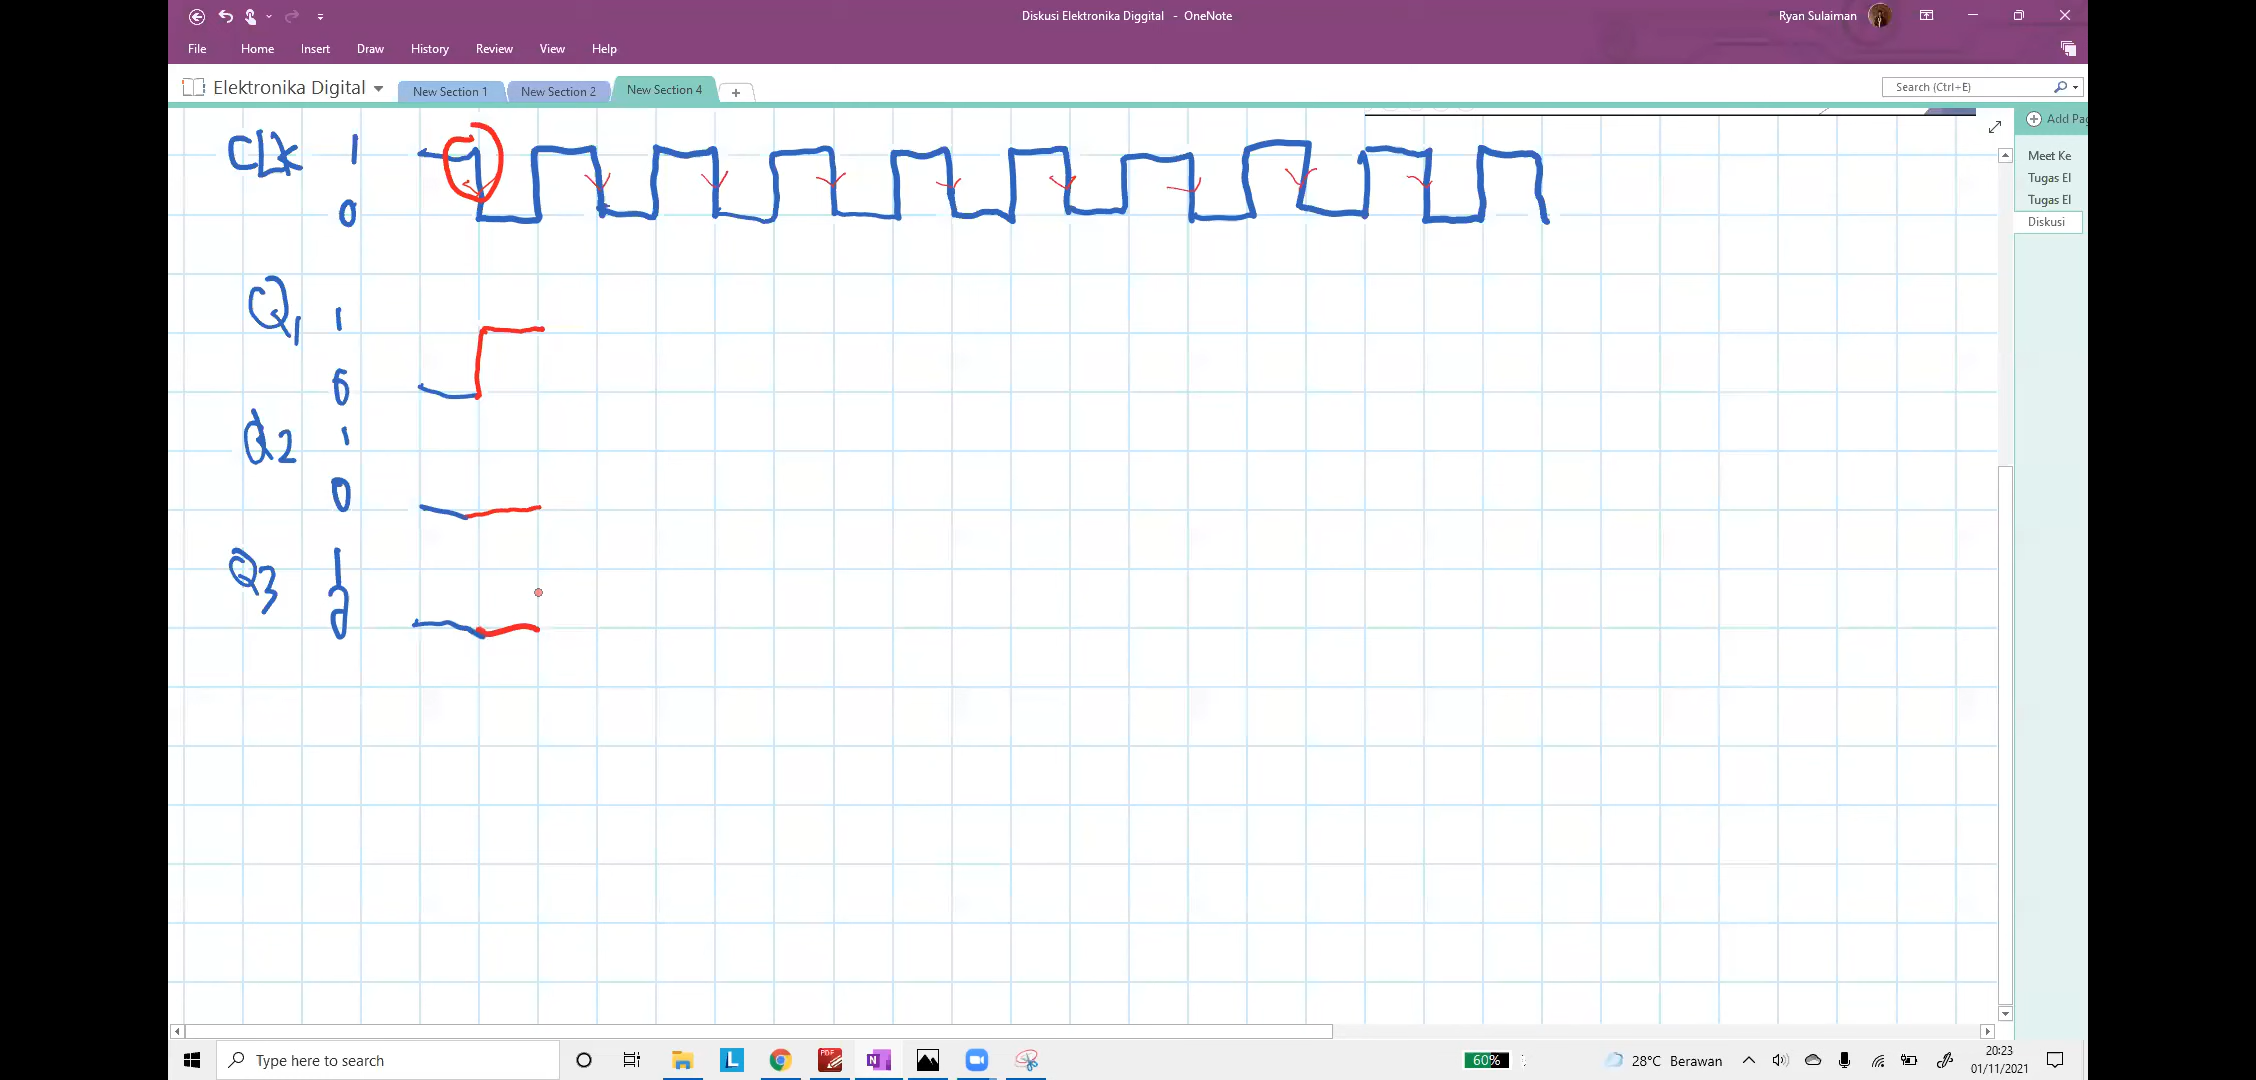 Diskusi Elektronika Diggital - OneNote
Ryan Sulaiman
File Home Insert Draw History Review View Help
Elektronika Digital
New Section 1
New Section 2
New Section 4
Search (Ctrl+E)
Add Pag
Meet Ke
Tugas El
Tugas El
Diskusi
CLK 1
0
Q1 1
0
Q2 1
0
Q3 1
0
Type here to search
L
PDF
N
60%
28°C Berawan
20:23
01/11/2021